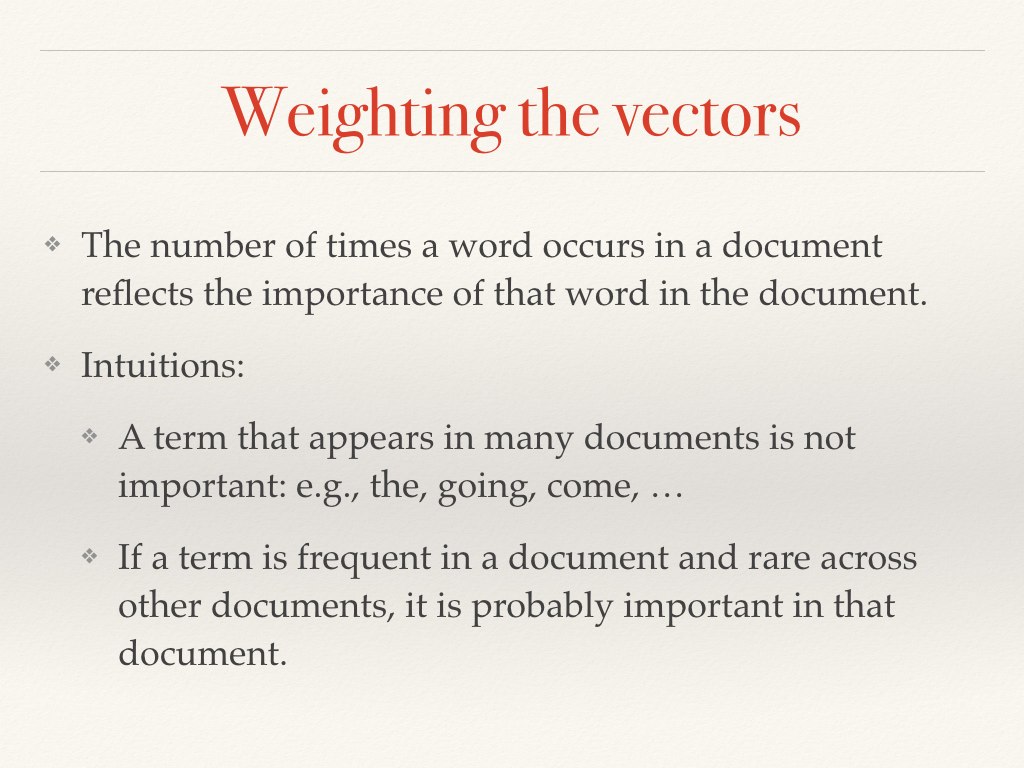 Weighting the vectors
❖ The number of times a word occurs in a document
reflects the importance of that word in the document.
❖ Intuitions:
❖ A term that appears in many documents is not
important: e.g., the, going, come, …
❖ If a term is frequent in a document and rare across
other documents, it is probably important in that
document.